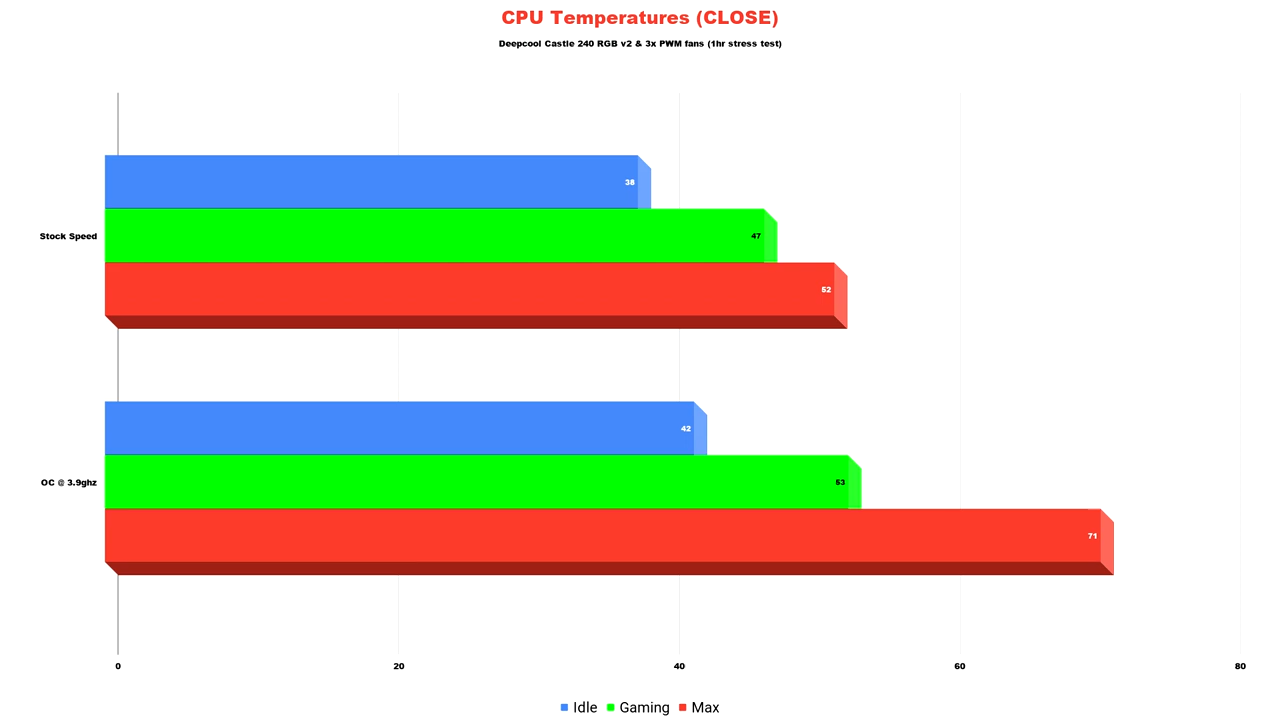 CPU Temperatures (CLOSE)
Deepcool Castle 240 RGB v2 & 3x PWM fans (1hr stress test)
38
Stock Speed
47
52
42
OC @ 3.9ghz
53
71
0 20 40 60 80
Idle Gaming Max